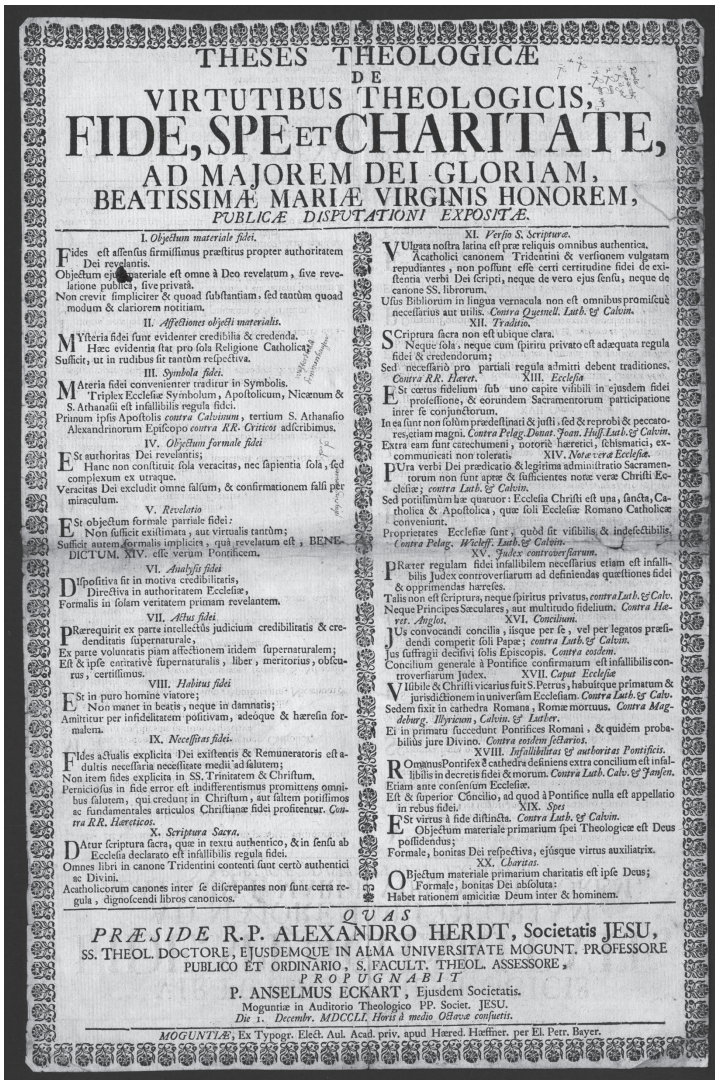 THESES THEOLOGICÆ
DE
VIRTUTIBUS THEOLOGICIS,
FIDE, SPE ET CHARITATE,
AD MAJOREM DEI GLORIAM,
BEATISSIMÆ MARIÆ VIRGINIS HONOREM,
PUBLICÆ DISPUTATIONI EXPOSITÆ.
I. Objectum materiale fidei.
Fides est assensus firmissimus præstitus propter authoritatem
Dei revelantis.
Objectum ejus materiale est omne à Deo revelatum, sive reve-
latione publica, sive privatâ.
Non crevit simpliciter & quoad substantiam, sed tantùm quoad
modum & clariorem notitiam.
II. Affectiones objecti materialis.
MYsteria fidei sunt evidenter credibilia & credenda.
Hæc evidentia stat pro sola Religione Catholica;
Sufficit, ut in rudibus sit tantùm respectiva.
III. Symbola fidei.
MAteria fidei convenienter traditur in Symbolis.
Triplex Ecclesiæ Symbolum, Apostolicum, Nicænum &
S. Athanasii est infallibilis regula fidei.
Primum ipsis Apostolis contra Calvinum, tertium S. Athanasio
Alexandrinorum Episcopo contra RR. Criticos adscribimus.
IV. Objectum formale fidei
ESt authoritas Dei revelantis;
Hanc non constituit sola veracitas, nec sapientia sola, sed
complexum ex utraque.
Veracitas Dei excludit omne falsum, & confirmationem falsi per
miraculum.
V. Revelatio
ESt objectum formale partiale fidei:
Non sufficit existimata, aut virtualis tantùm;
Sufficit autem formalis implicita, quâ revelatum est, BENE-
DICTUM. XIV. esse verum Pontificem.
VI. Analysis fidei
DIspositiva fit in motiva credibilitatis,
Directiva in authoritatem Ecclesiæ,
Formalis in solam veritatem primam revelantem.
VII. Actus fidei
PRærequirit ex parte intellectûs judicium credibilitatis & cre-
denditatis supernaturale,
Ex parte voluntatis piam affectionem itidem supernaturalem;
Est & ipse entitativè supernaturalis, liber, meritorius, obscu-
rus, certissimus.
VIII. Habitus fidei
ESt in puro homine viatore;
Non manet in beatis, neque in damnatis;
Amittitur per infidelitatem positivam, adeóque & hæresin for-
malem.
IX. Necessitas fidei.
FIdes actualis explicita Dei existentis & Remuneratoris est a-
dultis necessaria necessitate medii ad salutem;
Non item fides explicita in SS. Trinitatem & Christum.
Perniciosus in fide error est indifferentismus promittens omni-
bus salutem, qui credunt in Christum, aut saltem potissimos
ac fundamentales articulos Christianæ fidei profitentur. Con-
tra RR. Hæreticos.
X. Scriptura Sacra.
DAtur scriptura sacra, quæ in textu authentico, & in sensu ab
Ecclesia declarato est infallibilis regula fidei.
Omnes libri in canone Tridentini contenti sunt certò authentici
ac Divini.
Acatholicorum canones inter se discrepantes non sunt certa re-
gula, dignoscendi libros canonicos.
XI. Versio S. Scripturæ.
VUlgata nostra latina est præ reliquis omnibus authentica.
Acatholici canonem Tridentini & versionem vulgatam
repudiantes, non possunt esse certi certitudine fidei de exi-
stentia verbi Dei scripti, neque de vero ejus sensu, neque de
canone SS. librorum.
Usus Bibliorum in lingua vernacula non est omnibus promiscuè
necessarius aut utilis. Contra Quesnell. Luth. & Calvin.
XII. Traditio.
SCriptura sacra non est ubique clara.
Neque sola, neque cum spiritu privato est adæquata regula
fidei & credendorum;
Sed necessariò pro partiali regula admitti debent traditiones.
Contra RR. Hæret. XIII. Ecclesia
ESt cœtus fidelium sub uno capite visibili in ejusdem fidei
professione, & eorundem Sacramentorum participatione
inter se conjunctorum.
In ea sunt non solùm prædestinati & justi, sed & reprobi & peccato-
res, etiam magni. Contra Pelag. Donat. Joan. Huss. Luth. & Calvin.
Extra eam sunt catechumeni, notoriè hæretici, schismatici, ex-
communicati non tolerati. XIV. Notæ veræ Ecclesiæ.
PUra verbi Dei prædicatio & legitima administratio Sacramen-
torum non sunt aptæ & sufficientes notæ veræ Christi Ec-
clesiæ; contra Luth. & Calvin.
Sed potissimùm hæ quatuor: Ecclesia Christi est una, sancta, Ca-
tholica & Apostolica, quæ soli Ecclesiæ Romano Catholicæ
conveniunt.
Proprietates Ecclesiæ sunt, quòd sit visibilis & indefectibilis.
Contra Pelag. Wicleff. Luth. & Calvin.
XV. Judex controversiarum.
PRæter regulam fidei infallibilem necessarius etiam est infalli-
bilis Judex controversiarum ad definiendas quæstiones fidei
& opprimendas hæreses.
Talis non est scriptura, neque spiritus privatus, contra Luth. & Calv.
Neque Principes Sæculares, aut multitudo fidelium. Contra Hæ-
ret. Anglos. XVI. Concilium.
JUs convocandi concilia, iisque per se, vel per legatos præsi-
dendi competit soli Papæ; contra Luth. & Calvin.
Jus suffragii decisivi solis Episcopis. Contra eosdem.
Concilium generale à Pontifice confirmatum est infallibilis con-
troversiarum Judex. XVII. Caput Ecclesiæ
VIsibile & Christi vicarius fuit S. Petrus, habuitque primatum &
jurisdictionem in universam Ecclesiam. Contra Luth. & Calv.
Sedem fixit in cathedra Romana, Romæ mortuus. Contra Mag-
deburg. Illyricum, Calvin. & Luther.
Ei in primatu succedunt Pontifices Romani, & quidem proba-
biliùs jure Divino. Contra eosdem sectarios.
XVIII. Infallibilitas & authoritas Pontificis.
ROmanus Pontifex è cathedra definiens extra concilium est infal-
libilis in decretis fidei & morum. Contra Luth. Calv. & Jansen.
Etiam ante consensum Ecclesiæ.
Est & superior Concilio, ad quod à Pontifice nulla est appellatio
in rebus fidei. XIX. Spes
ESt virtus à fide distincta. Contra Luth. & Calvin.
Objectum materiale primarium spei Theologicæ est Deus
possidendus;
Formale, bonitas Dei respectiva, ejúsque virtus auxiliatrix.
XX. Charitas.
OBjectum materiale primarium charitatis est ipse Deus;
Formale, bonitas Dei absoluta:
Habet rationem amicitiæ Deum inter & hominem.
QUAS
PRÆSIDE R.P. ALEXANDRO HERDT, Societatis JESU,
SS. THEOL. DOCTORE, EJUSDEMQUE IN ALMA UNIVERSITATE MOGUNT. PROFESSORE
PUBLICO ET ORDINARIO, S. FACULT. THEOL. ASSESSORE,
PROPUGNABIT
P. ANSELMUS ECKART, Ejusdem Societatis.
Moguntiæ in Auditorio Theologico PP. Societ. JESU.
Die 1. Decembr. MDCCLI. Horis à medio Octavæ consuetis.
MOGUNTIÆ, Ex Typogr. Elect. Aul. Acad. priv. apud Hæred. Hæffner. per El. Petr. Bayer.